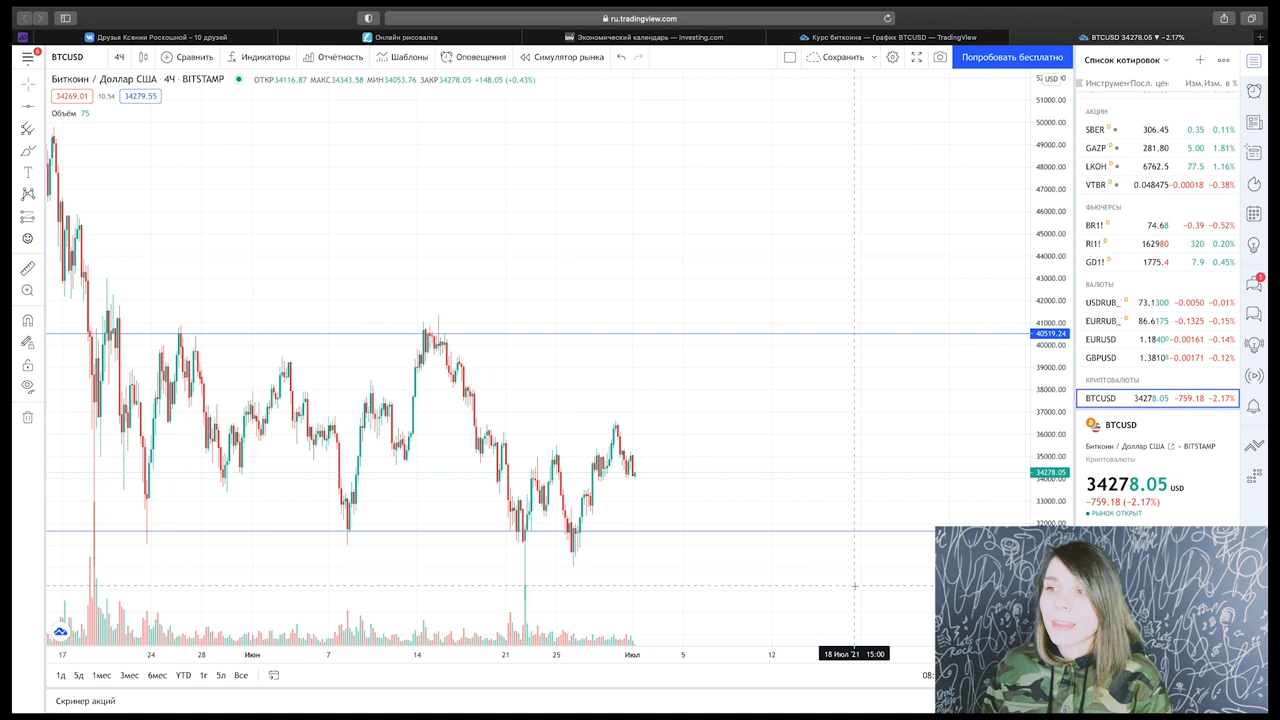 ru.tradingview.com
Друзья Ксении Роскошной – 10 друзей
Онлайн рисовалка
Экономический календарь — Investing.com
Курс биткоина — График BTCUSD — TradingView
BTCUSD 34278.05 ▼ −2.17%
6
BTCUSD
4Ч
Сравнить
Индикаторы
Отчётность
Шаблоны
Оповещения
Симулятор рынка
Сохранить
Попробовать бесплатно
Список котировок
Биткоин / Доллар США · 4Ч · BITSTAMP
ОТКР34116.87 МАКС34343.58 МИН34053.76 ЗАКР34278.05 +148.05 (+0.43%)
34269.01 10.54 34279.55
Объём 75
USD
51000.00
50000.00
49000.00
48000.00
47000.00
46000.00
45000.00
44000.00
43000.00
42000.00
41000.00
40519.24
40000.00
39000.00
38000.00
37000.00
36000.00
35000.00
34278.05
34000.00
33000.00
32000.00
17
24
28
Июн
7
14
21
25
Июл
5
12
18 Июл '21 15:00
1д 5д 1мес 3мес 6мес YTD 1г 5л Все
08:
Скринер акций
Инструмен Посл. цен Изм. Изм. в %
АКЦИИ
SBER D 306.45 0.35 0.11%
GAZP D 281.80 5.00 1.81%
LKOH D 6762.5 77.5 1.16%
VTBR D 0.048475 −0.00018 −0.38%
ФЬЮЧЕРСЫ
BR1! D 74.68 −0.39 −0.52%
RI1! D 162980 320 0.20%
GD1! D 1775.4 7.9 0.45%
ВАЛЮТЫ
USDRUB_ D 73.1300 −0.0050 −0.01%
EURRUB_ D 86.6175 −0.1325 −0.15%
EURUSD 1.18409 −0.00161 −0.14%
GBPUSD 1.38108 −0.00171 −0.12%
КРИПТОВАЛЮТЫ
BTCUSD 34278.05 −759.18 −2.17%
BTCUSD
Биткоин / Доллар США • BITSTAMP
Криптовалюты
34278.05 USD
−759.18 (−2.17%)
РЫНОК ОТКРЫТ
1